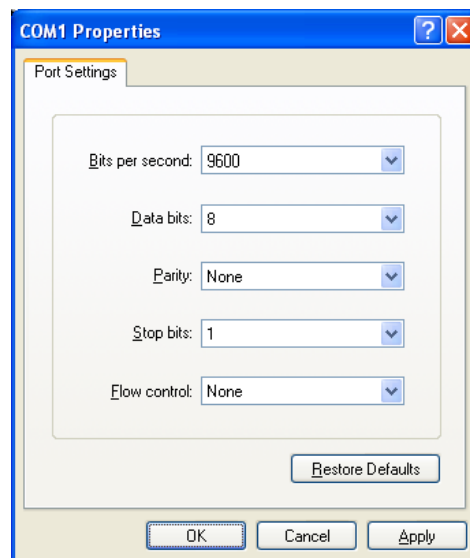 COM1 Properties
Port Settings
Bits per second: 9600
Data bits: 8
Parity: None
Stop bits: 1
Flow control: None
Restore Defaults
OK Cancel Apply